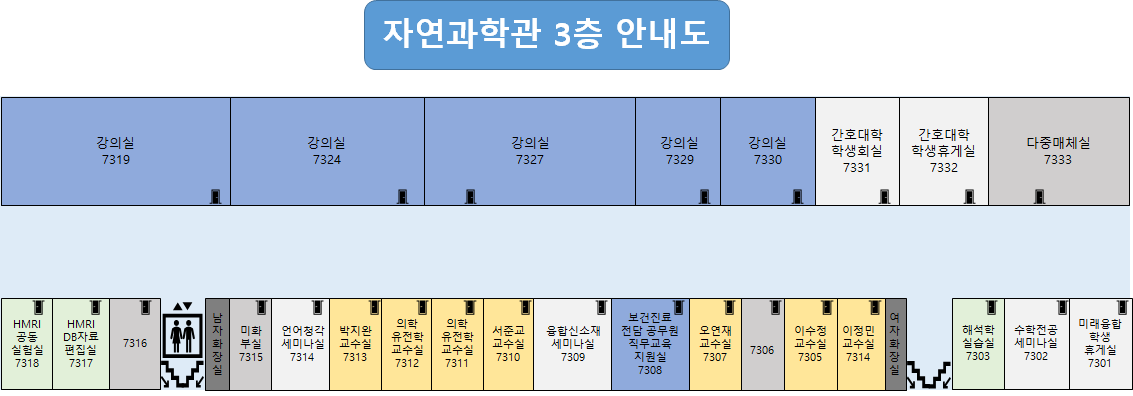 자연과학관 3층 안내도
강의실
7319
강의실
7324
강의실
7327
강의실
7329
강의실
7330
간호대학
학생회실
7331
간호대학
학생휴게실
7332
다중매체실
7333
HMRI
공동
실험실
7318
HMRI
DB자료
편집실
7317
7316
남
자
화
장
실
미화
부실
7315
언어청각
세미나실
7314
박지완
교수실
7313
의학
유전학
교수실
7312
의학
유전학
교수실
7311
서준교
교수실
7310
융합신소재
세미나실
7309
보건진료
전담 공무원
직무교육
지원실
7308
오연재
교수실
7307
7306
이수정
교수실
7305
이정민
교수실
7314
여
자
화
장
실
해석학
실습실
7303
수학전공
세미나실
7302
미래융합
학생
휴게실
7301